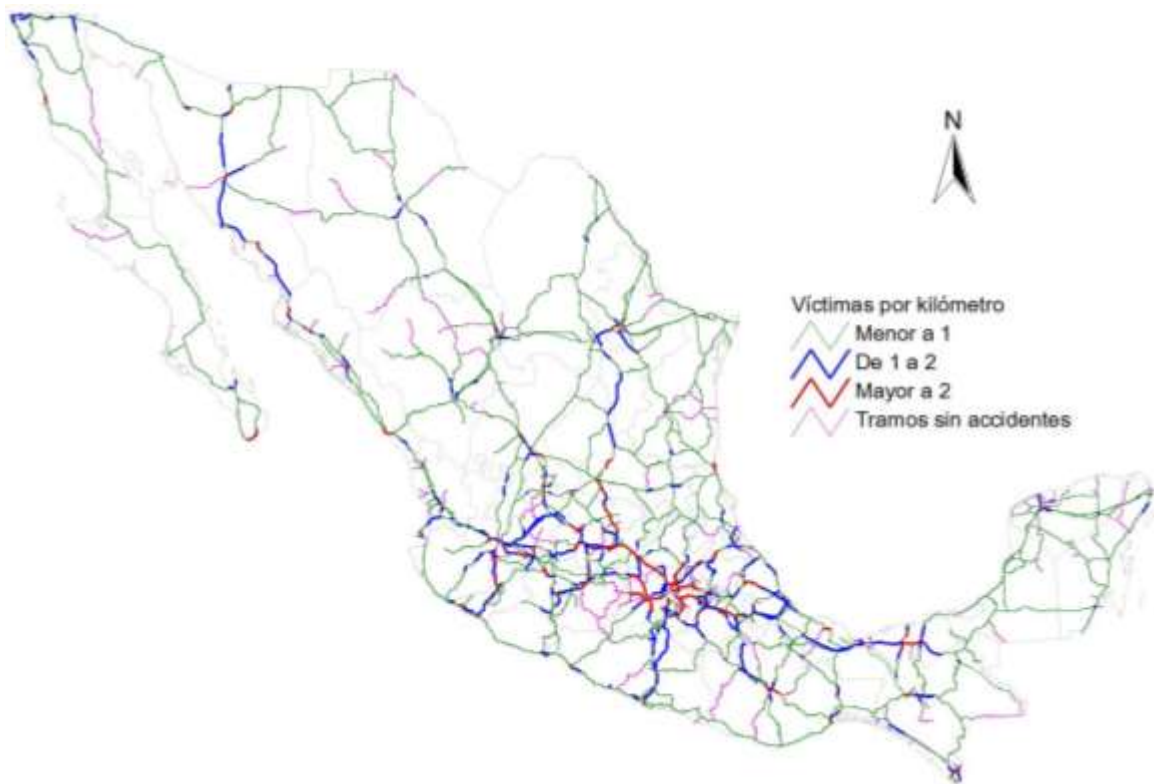 N
Víctimas por kilómetro
Menor a 1
De 1 a 2
Mayor a 2
Tramos sin accidentes